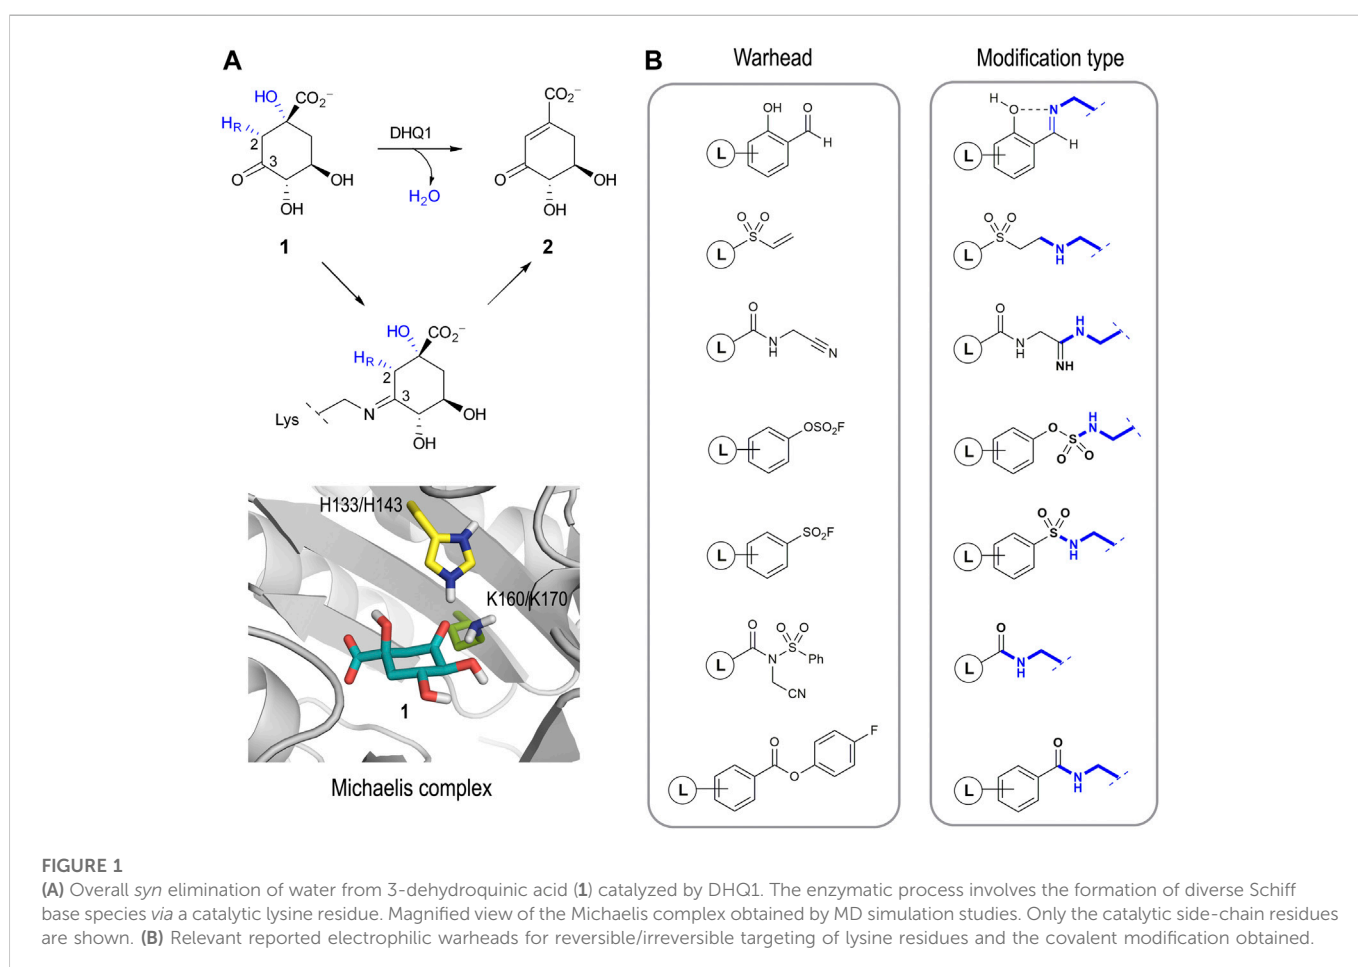 A
HO
CO2−
HR
2
3
O
OH
OH
1
DHQ1
H2O
CO2−
O
OH
OH
2
HO
CO2−
HR
2
3
Lys
N
OH
OH
H133/H143
K160/K170
1
Michaelis complex
B
Warhead
Modification type
OH
O
H
L
H
O
N
H
L
O O
S
L
O O
S
N
H
L
O
N
H
N
L
O
H
N
N
H
NH
L
OSO2F
L
O
H
N
S
O O
L
SO2F
L
O O
S
N
H
L
O
O O
S
N
Ph
CN
L
O
N
H
L
F
O
O
L
O
N
H
L
FIGURE 1
(A) Overall syn elimination of water from 3-dehydroquinic acid (1) catalyzed by DHQ1. The enzymatic process involves the formation of diverse Schiff
base species via a catalytic lysine residue. Magnified view of the Michaelis complex obtained by MD simulation studies. Only the catalytic side-chain residues
are shown. (B) Relevant reported electrophilic warheads for reversible/irreversible targeting of lysine residues and the covalent modification obtained.